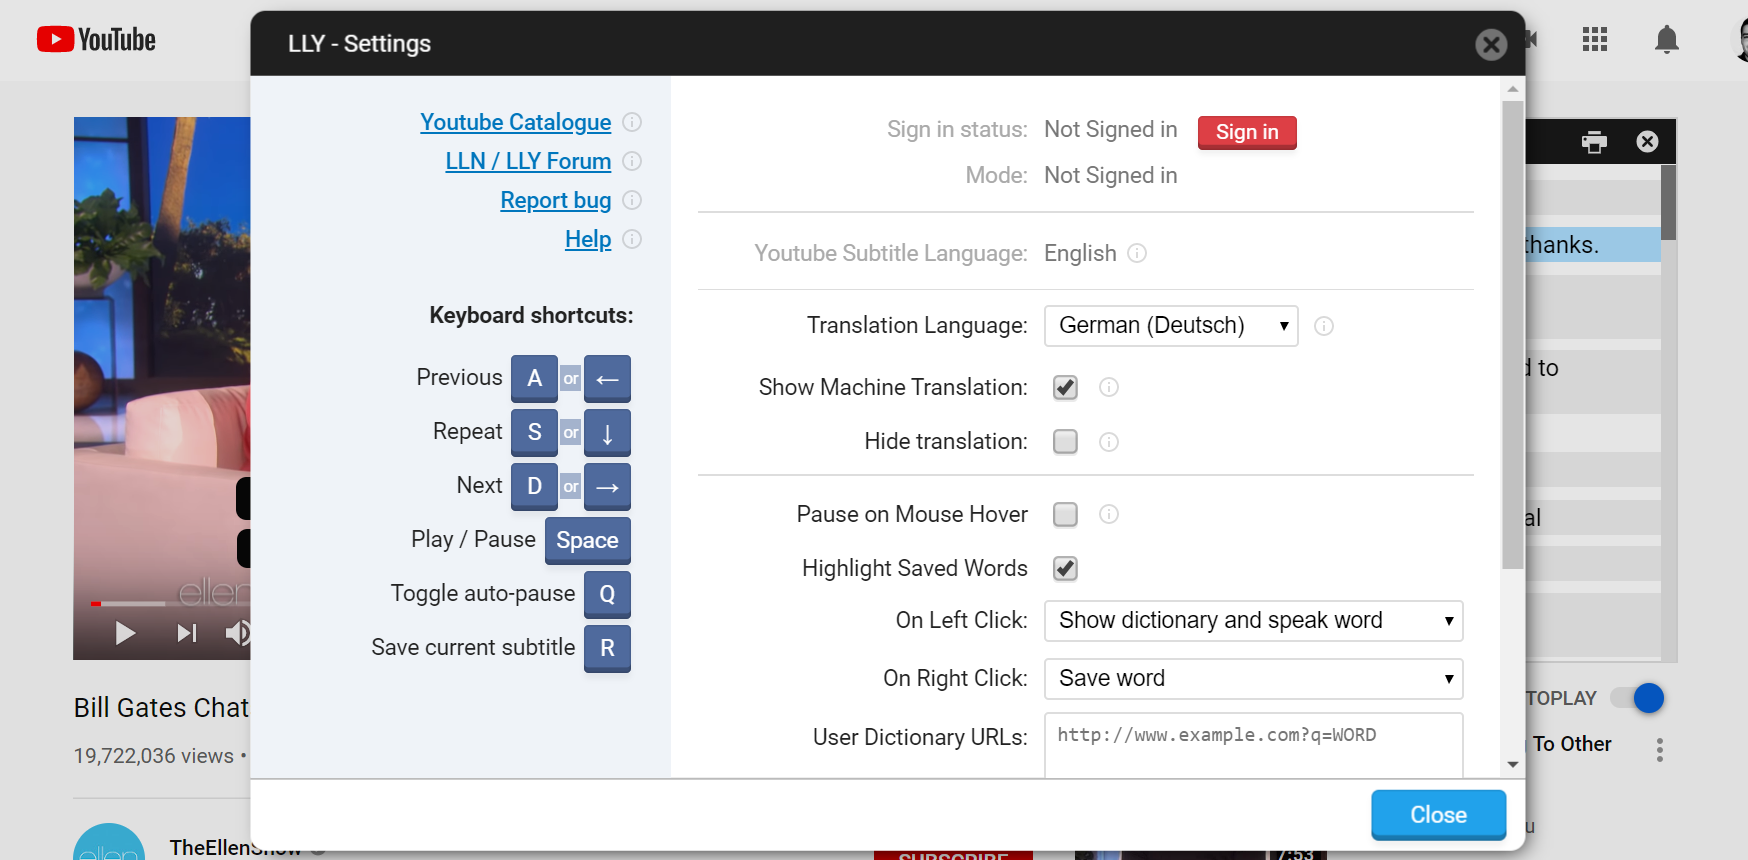 YouTube
LLY - Settings
Youtube Catalogue
LLN / LLY Forum
Report bug
Help
Keyboard shortcuts:
Previous A or ←
Repeat S or ↓
Next D or →
Play / Pause Space
Toggle auto-pause Q
Save current subtitle R
Sign in status: Not Signed in Sign in
Mode: Not Signed in
Youtube Subtitle Language: English
Translation Language: German (Deutsch)
Show Machine Translation:
Hide translation:
Pause on Mouse Hover
Highlight Saved Words
On Left Click: Show dictionary and speak word
On Right Click: Save word
User Dictionary URLs: http://www.example.com?q=WORD
Close
thanks.
d to
al
ellen
Bill Gates Chat
19,722,036 views •
TOPLAY
To Other
ellen
TheEllenShow
SUBSCRIBE
7:53
u